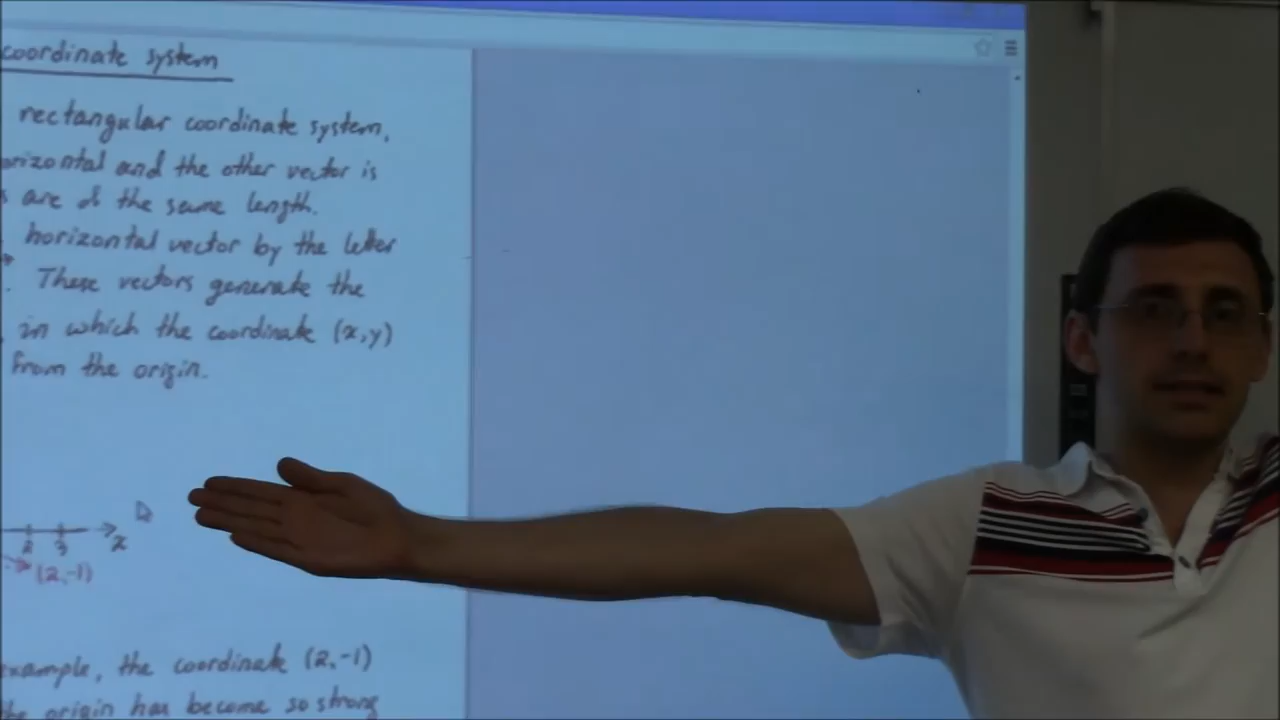 coordinate system
rectangular coordinate system,
orizontal and the other vector is
s are of the same length.
horizontal vector by the letter
. These vectors generate the
, in which the coordinate (x,y)
from the origin.
2 3 x
(2,-1)
example, the coordinate (2,-1)
the origin has become so strong